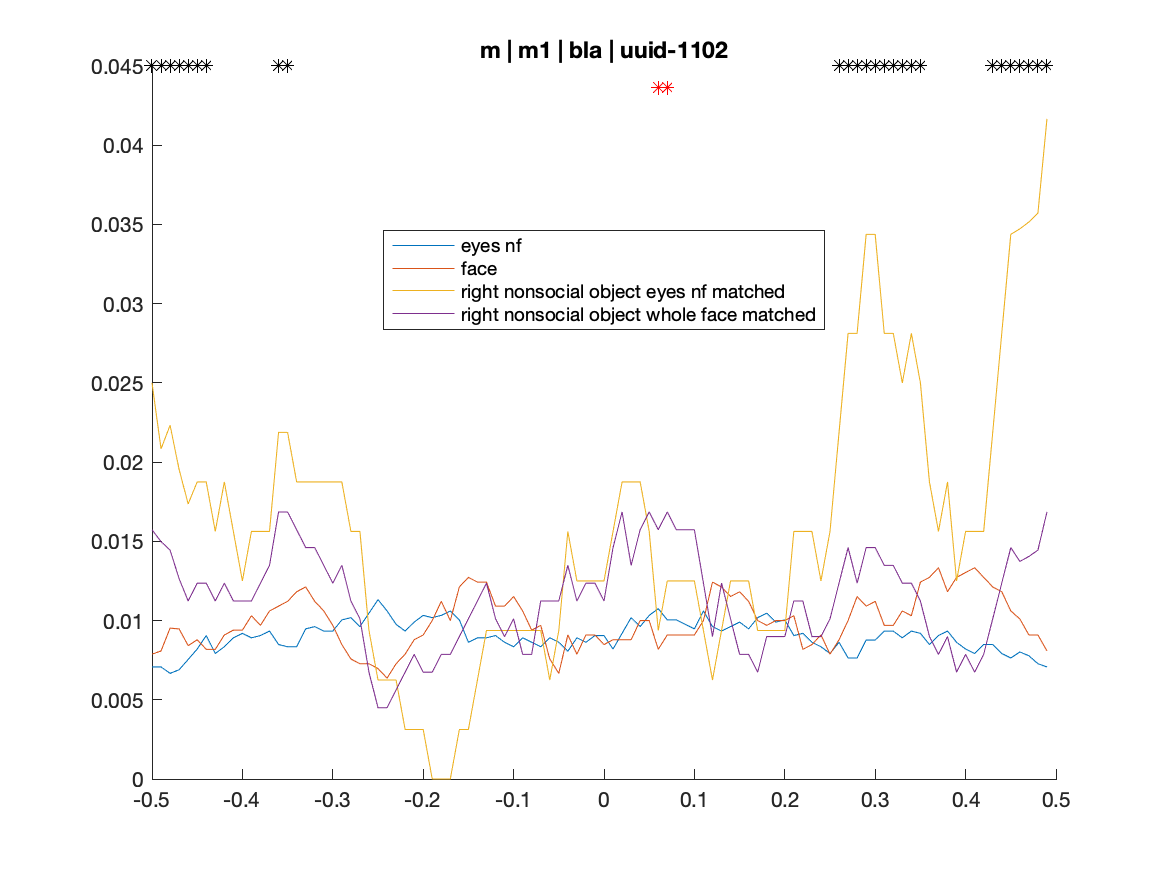 m | m1 | bla | uuid-1102
0.045
0.04
0.035
0.03
0.025
0.02
0.015
0.01
0.005
0
eyes nf
face
right nonsocial object eyes nf matched
right nonsocial object whole face matched
-0.5 -0.4 -0.3 -0.2 -0.1 0 0.1 0.2 0.3 0.4 0.5